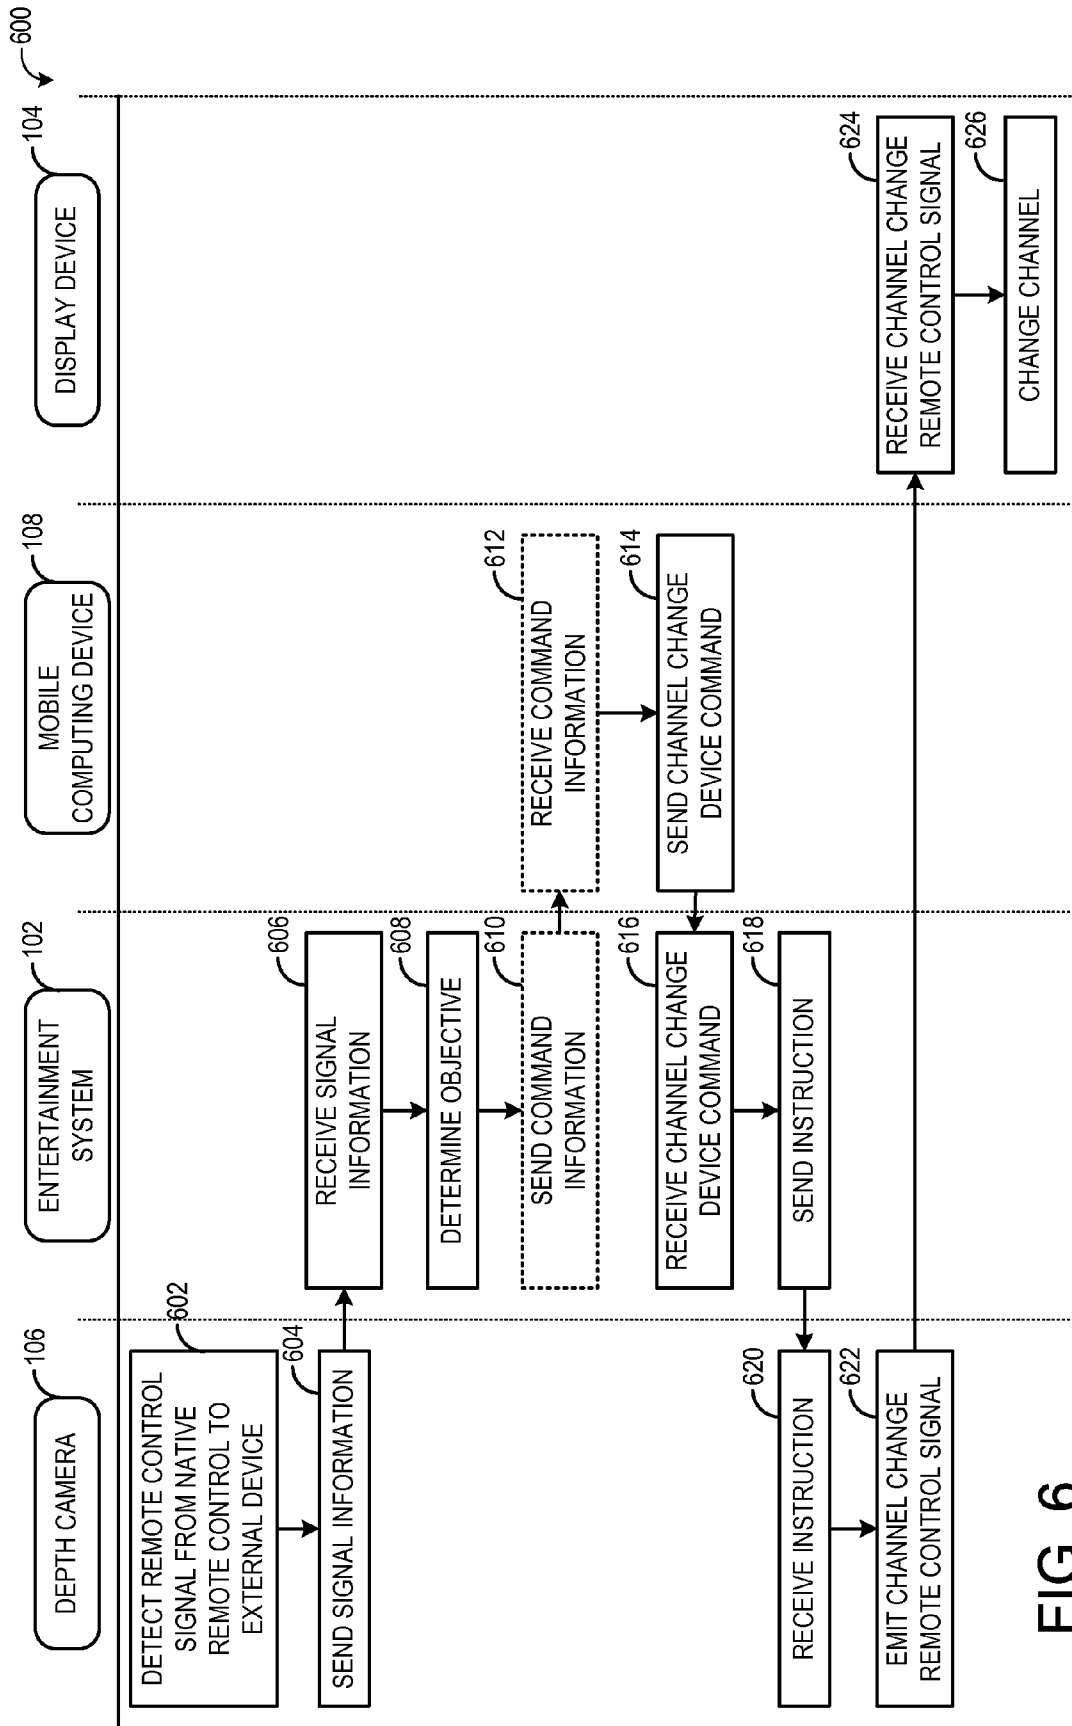 600
DEPTH CAMERA
106
ENTERTAINMENT
SYSTEM
102
MOBILE
COMPUTING DEVICE
108
DISPLAY DEVICE
104
DETECT REMOTE CONTROL
SIGNAL FROM NATIVE
REMOTE CONTROL TO
EXTERNAL DEVICE
602
SEND SIGNAL INFORMATION
604
RECEIVE SIGNAL
INFORMATION
606
DETERMINE OBJECTIVE
608
SEND COMMAND
INFORMATION
610
RECEIVE COMMAND
INFORMATION
612
SEND CHANNEL CHANGE
DEVICE COMMAND
614
RECEIVE CHANNEL CHANGE
DEVICE COMMAND
616
SEND INSTRUCTION
618
RECEIVE INSTRUCTION
620
EMIT CHANNEL CHANGE
REMOTE CONTROL SIGNAL
622
RECEIVE CHANNEL CHANGE
REMOTE CONTROL SIGNAL
624
CHANGE CHANNEL
626
FIG. 6